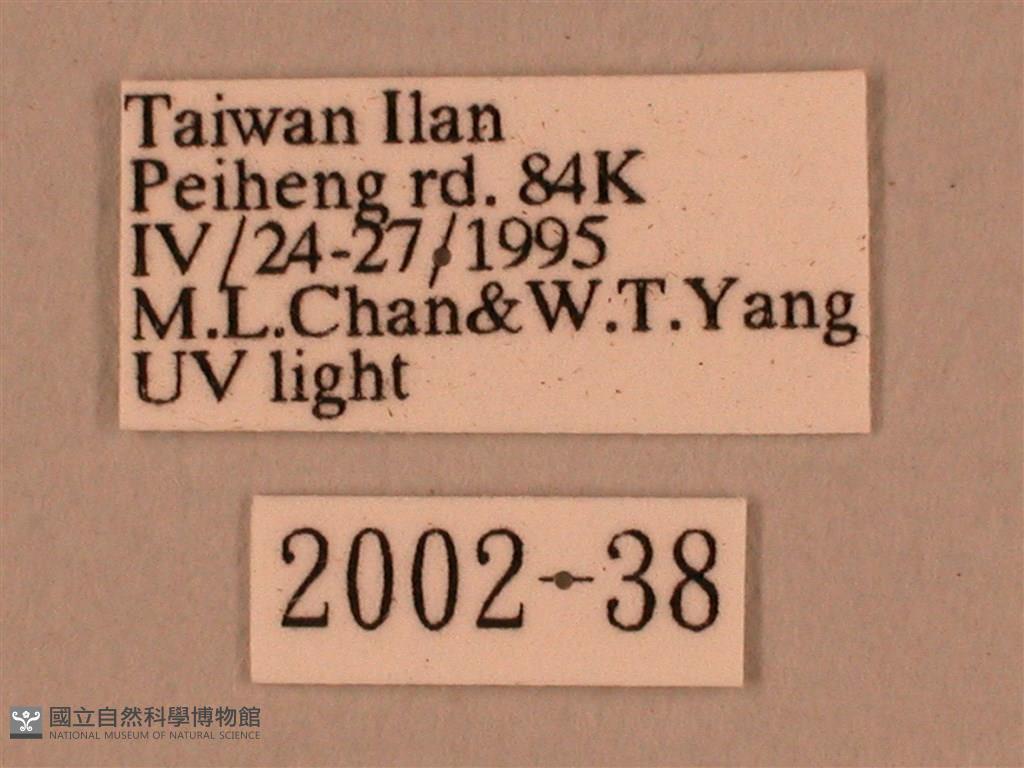 Taiwan Ilan
Peiheng rd. 84K
IV/24-27/1995
M.L.Chan&W.T.Yang
UV light
2002-38
國立自然科學博物館
NATIONAL MUSEUM OF NATURAL SCIENCE